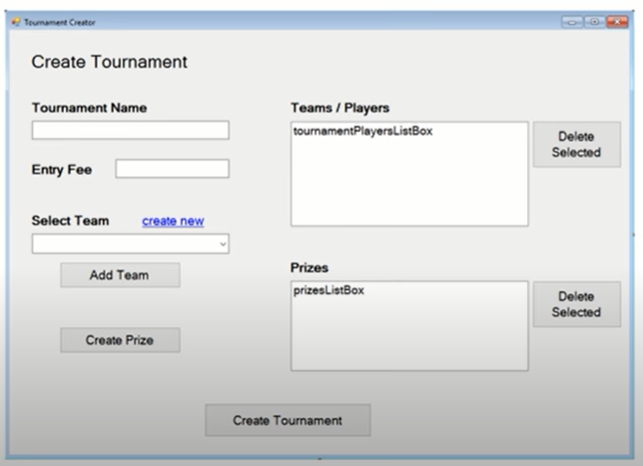 Tournament Creator
Create Tournament
Tournament Name
Entry Fee
Select Team create new
Add Team
Create Prize
Teams / Players
tournamentPlayersListBox
Delete
Selected
Prizes
prizesListBox
Delete
Selected
Create Tournament